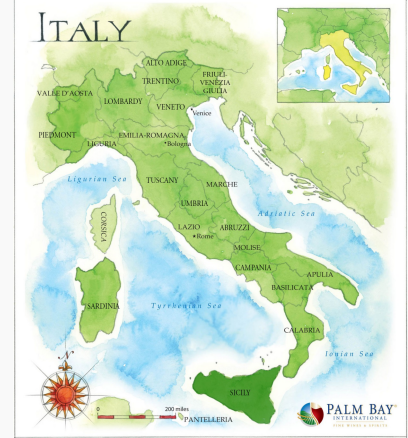 ITALY
ALTO ADIGE
TRENTINO
FRIULI-
VENEZIA
GIULIA
VALLE D'AOSTA
LOMBARDY
VENETO
Venice
PIEDMONT
EMILIA-ROMAGNA
LIGURIA
Bologna
Ligurian Sea
TUSCANY
MARCHE
UMBRIA
CORSICA
Adriatic Sea
LAZIO
ABRUZZI
Rome
MOLISE
CAMPANIA
APULIA
BASILICATA
SARDINIA
Tyrrhenian Sea
CALABRIA
Ionian Sea
N
SICILY
0
200 miles
PANTELLERIA
PALM BAY
INTERNATIONAL
FINE WINES & SPIRITS